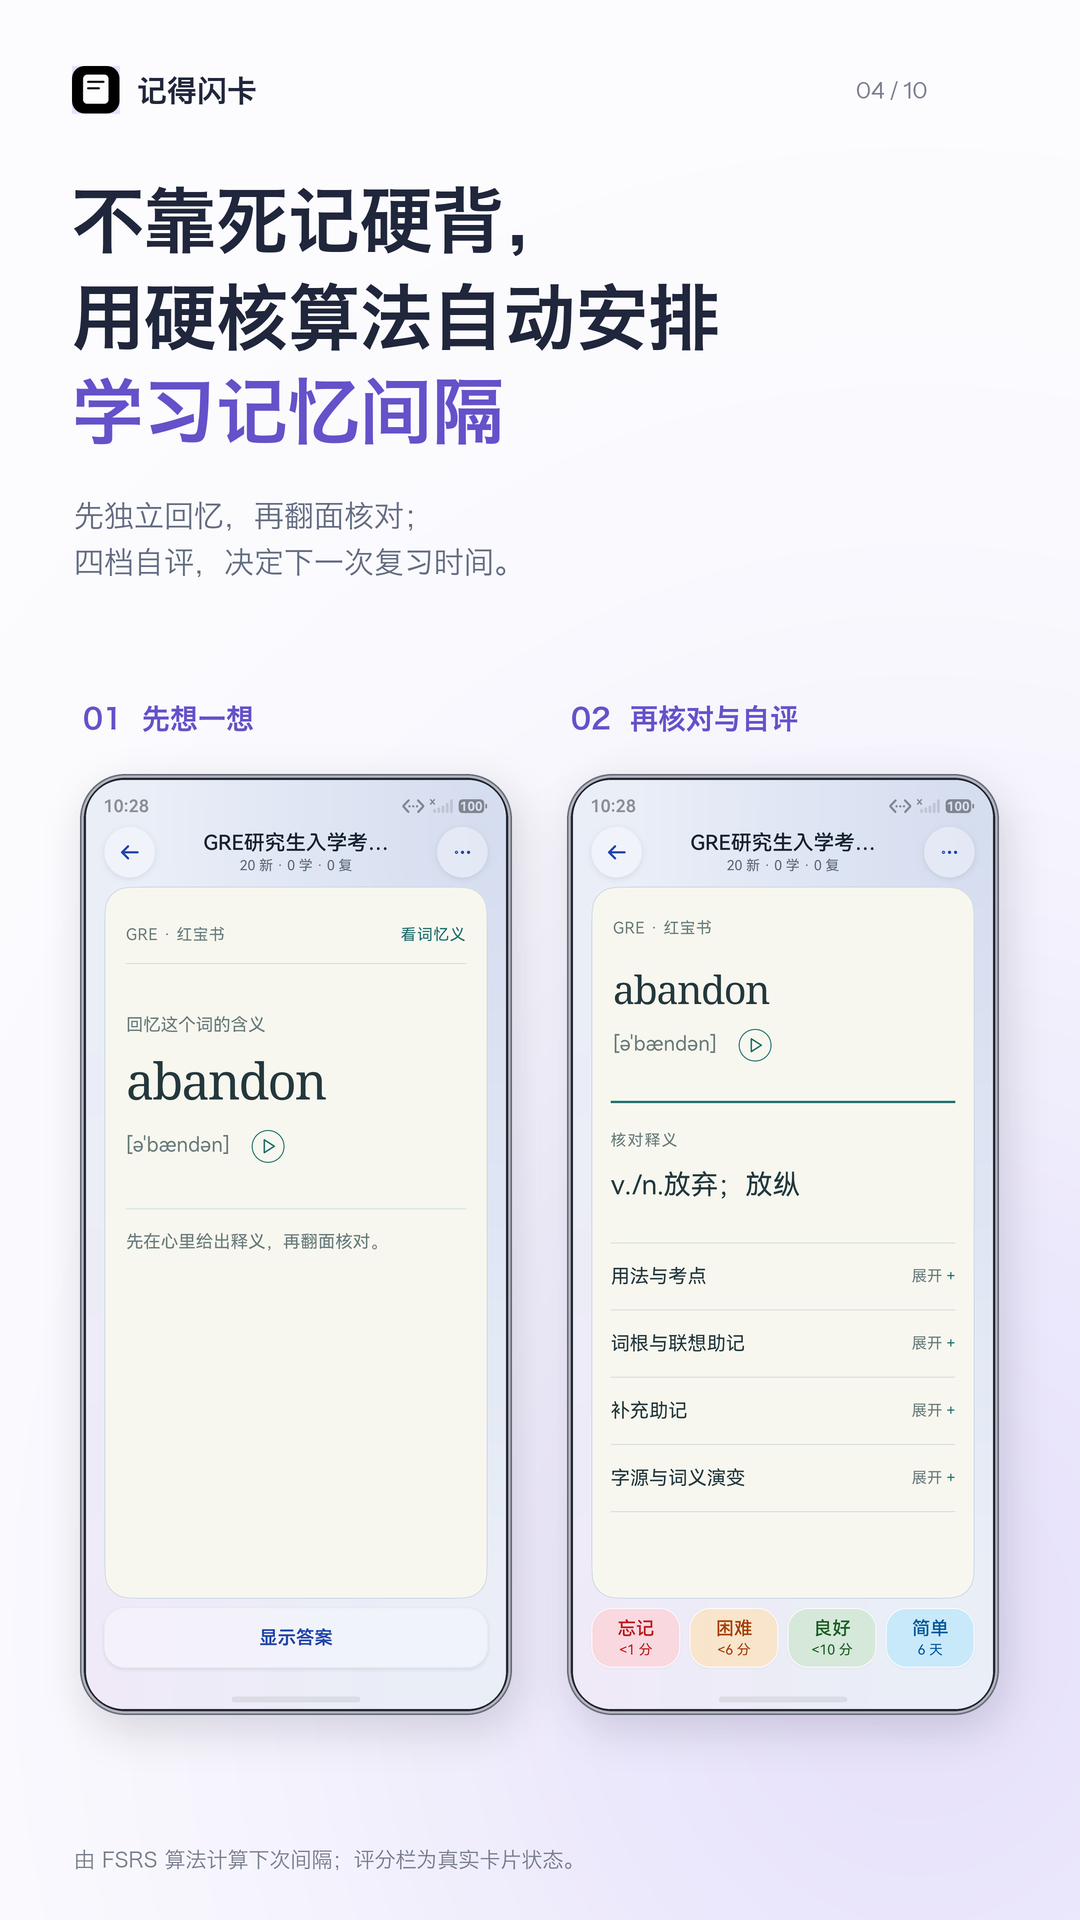 记得闪卡
04 / 10
不靠死记硬背，
用硬核算法自动安排
学习记忆间隔
先独立回忆，再翻面核对；
四档自评，决定下一次复习时间。
01 先想一想
10:28
100
GRE研究生入学考...
20 新 · 0 学 · 0 复
GRE · 红宝书
看词忆义
回忆这个词的含义
abandon
[ə'bændən]
先在心里给出释义，再翻面核对。
显示答案
02 再核对与自评
10:28
100
GRE研究生入学考...
20 新 · 0 学 · 0 复
GRE · 红宝书
abandon
[ə'bændən]
核对释义
v./n.放弃；放纵
用法与考点 展开 +
词根与联想助记 展开 +
补充助记 展开 +
字源与词义演变 展开 +
忘记
<1 分
困难
<6 分
良好
<10 分
简单
6 天
由 FSRS 算法计算下次间隔；评分栏为真实卡片状态。